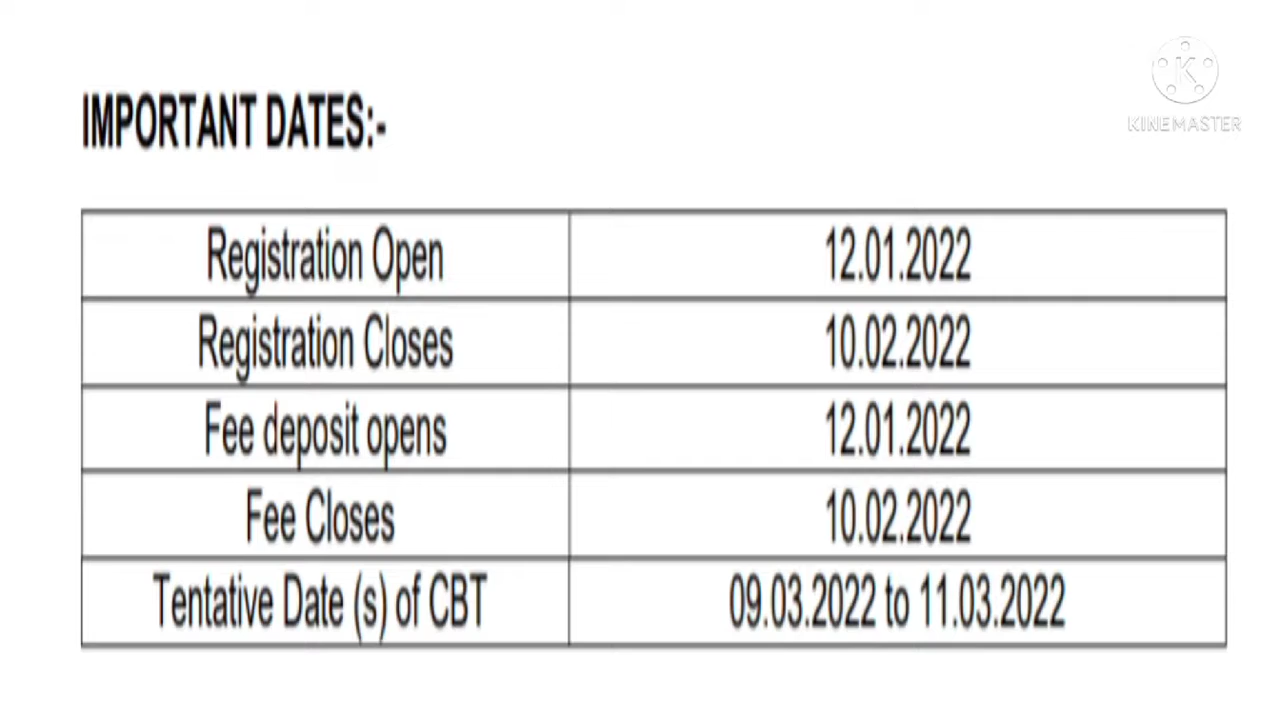 KINEMASTER
IMPORTANT DATES:-
Registration Open 12.01.2022
Registration Closes 10.02.2022
Fee deposit opens 12.01.2022
Fee Closes 10.02.2022
Tentative Date (s) of CBT 09.03.2022 to 11.03.2022